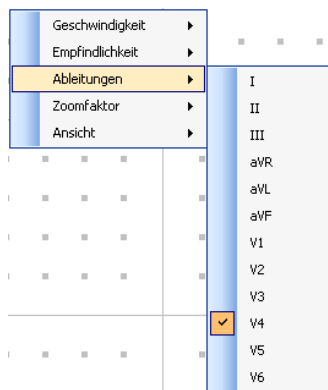 Geschwindigkeit
Empfindlichkeit
Ableitungen
Zoomfaktor
Ansicht
I
II
III
aVR
aVL
aVF
V1
V2
V3
V4
V5
V6